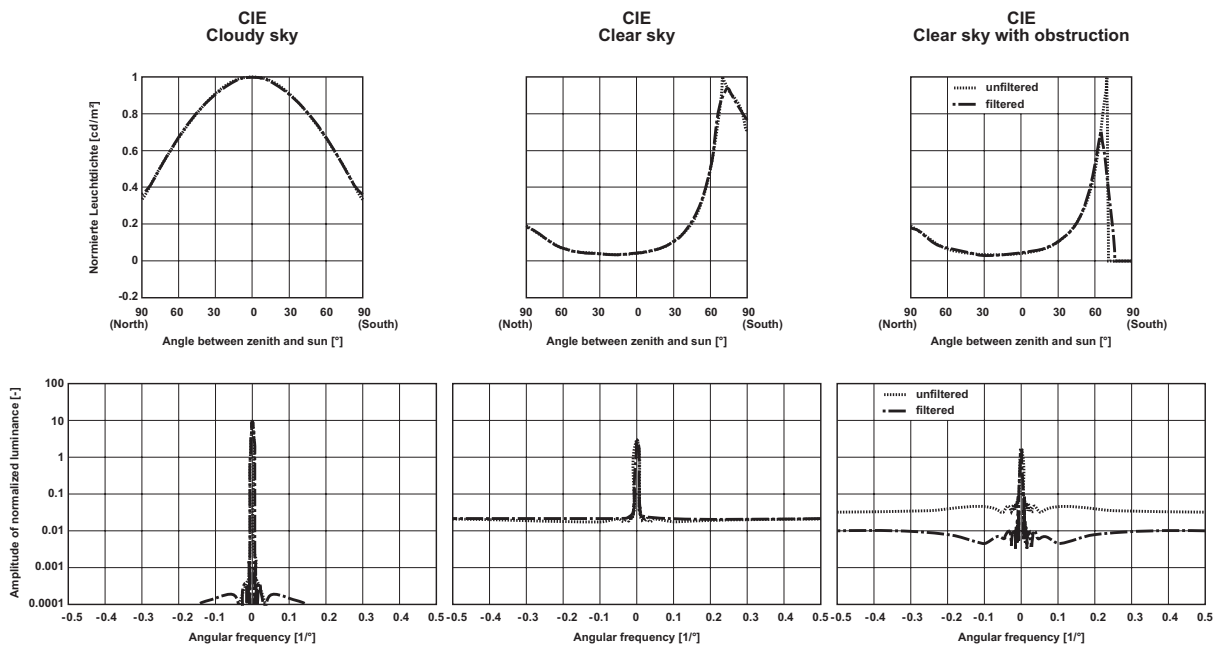 CIE
Cloudy sky
CIE
Clear sky
CIE
Clear sky with obstruction
Normierte Leuchtdichte [cd/m²]
1
0.8
0.6
0.4
0.2
0
-0.2
90 60 30 0 30 60 90
(North) (South)
Angle between zenith and sun [°]
90 60 30 0 30 60 90
(Noth) (South)
Angle between zenith and sun [°]
unfiltered
filtered
90 60 30 0 30 60 90
(North) (South)
Angle between zenith and sun [°]
Amplitude of normalized luminance [-]
100
10
1
0.1
0.01
0.001
0.0001
-0.5 -0.4 -0.3 -0.2 -0.1 0 0.1 0.2 0.3 0.4 0.5
Angular frequency [1/°]
-0.5 -0.4 -0.3 -0.2 -0.1 0 0.1 0.2 0.3 0.4 0.5
Angular frequency [1/°]
unfiltered
filtered
-0.5 -0.4 -0.3 -0.2 -0.1 0 0.1 0.2 0.3 0.4 0.5
Angular frequency [1/°]